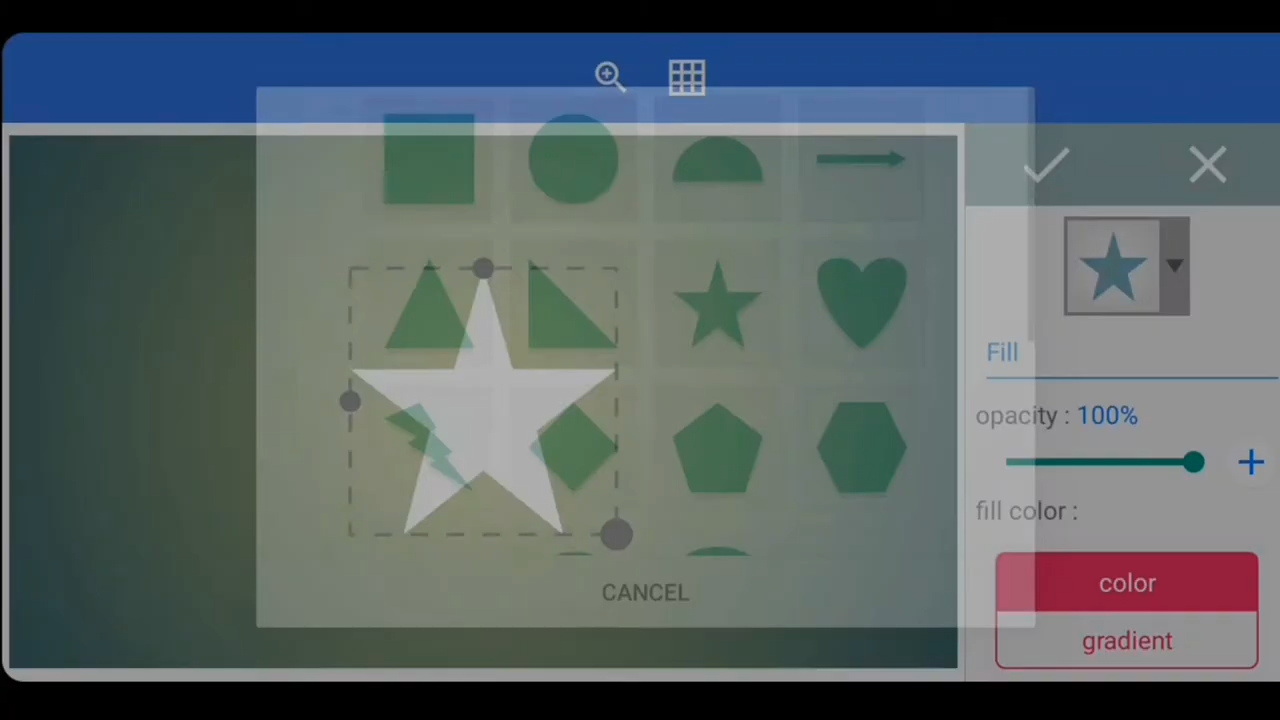 Fill
opacity : 100%
fill color :
color
CANCEL
gradient